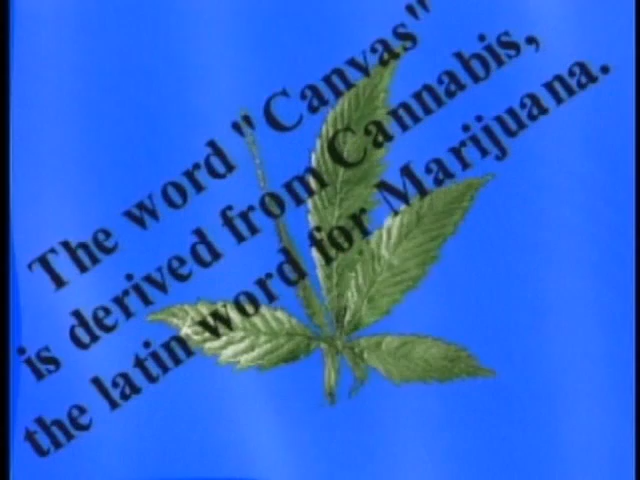 The word "Canvas"
is derived from Cannabis,
the latin word for Marijuana.